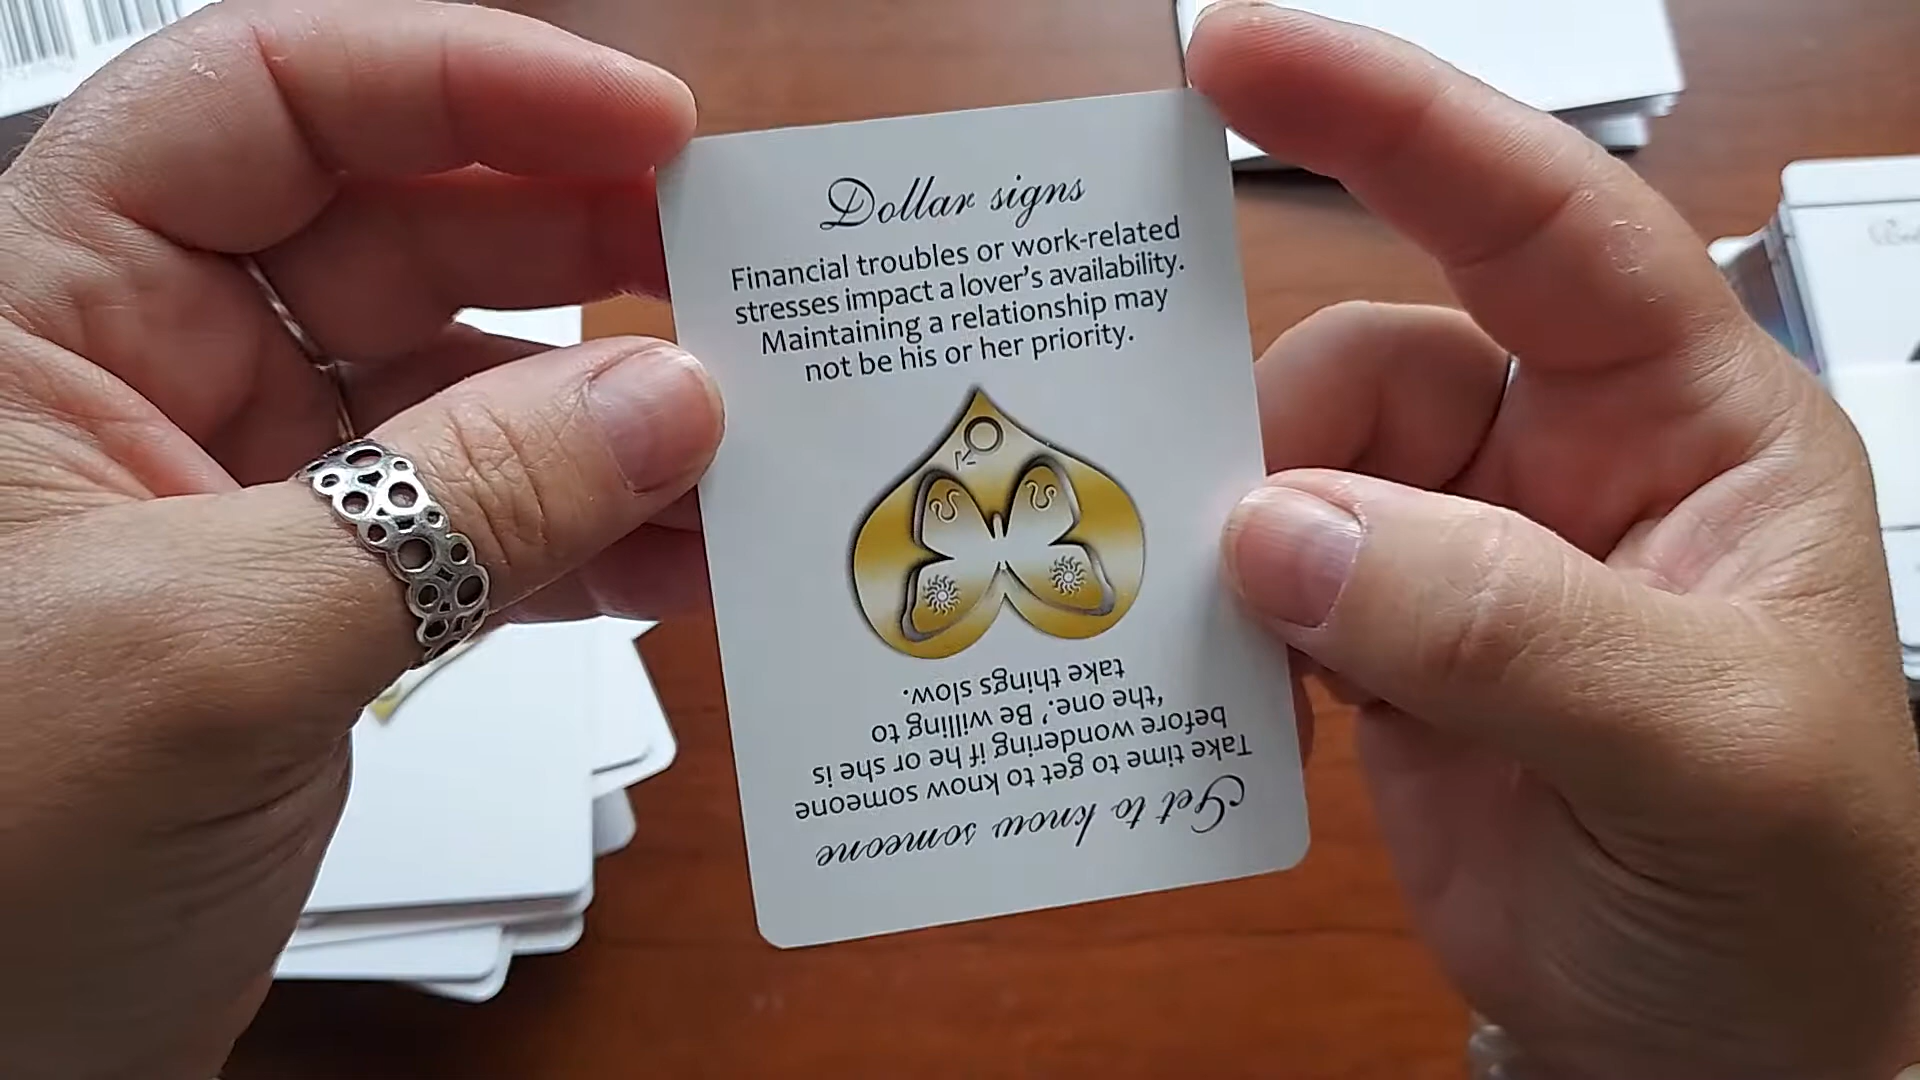 Dollar signs
Financial troubles or work-related
stresses impact a lover's availability.
Maintaining a relationship may
not be his or her priority.
Get to know someone
Take time to get to know someone
before wondering if he or she is
'the one.' Be willing to
take things slow.